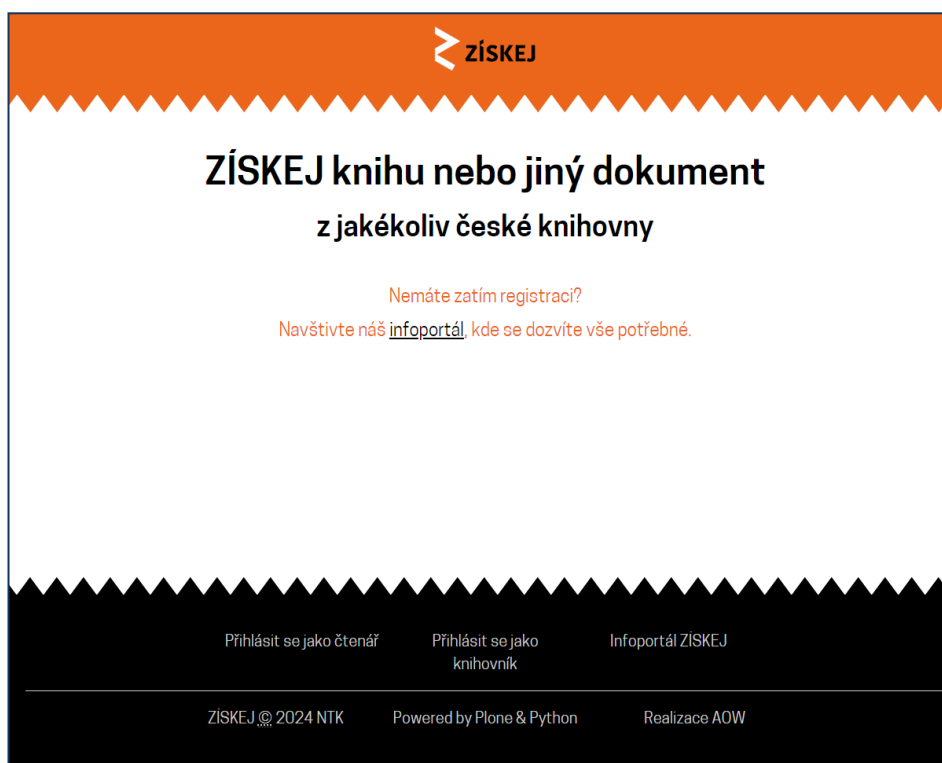 ZÍSKEJ
ZÍSKEJ knihu nebo jiný dokument
z jakékoliv české knihovny
Nemáte zatím registraci?
Navštivte náš infoportál, kde se dozvíte vše potřebné.
Přihlásit se jako čtenář
Přihlásit se jako
knihovník
Infoportál ZÍSKEJ
ZÍSKEJ © 2024 NTK
Powered by Plone & Python
Realizace AOW